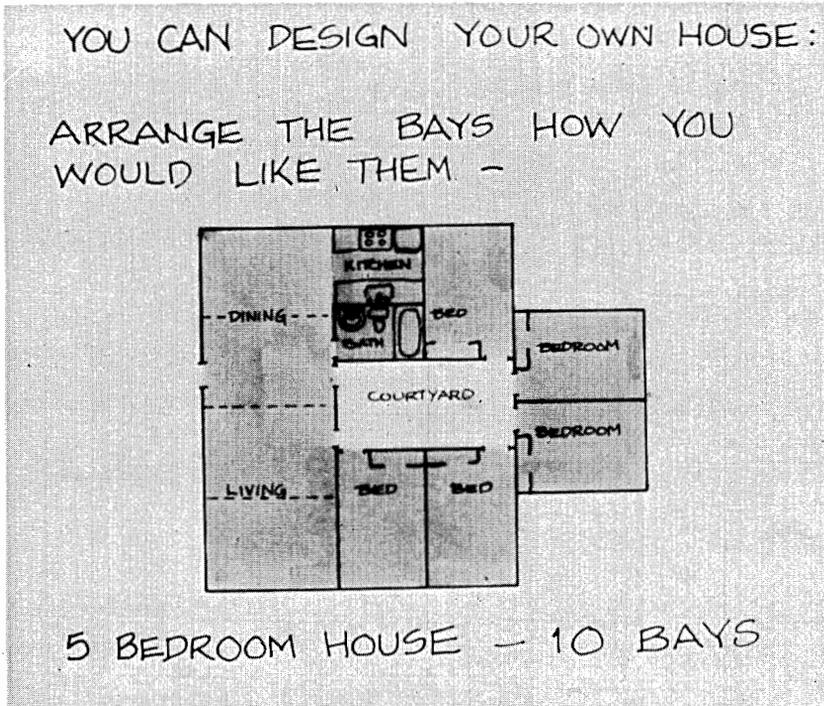 YOU CAN DESIGN YOUR OWN HOUSE:
ARRANGE THE BAYS HOW YOU
WOULD LIKE THEM -
KITCHEN
DINING
BED
BATH
BEDROOM
COURTYARD.
BEDROOM
LIVING
BED
BED
5 BEDROOM HOUSE - 10 BAYS